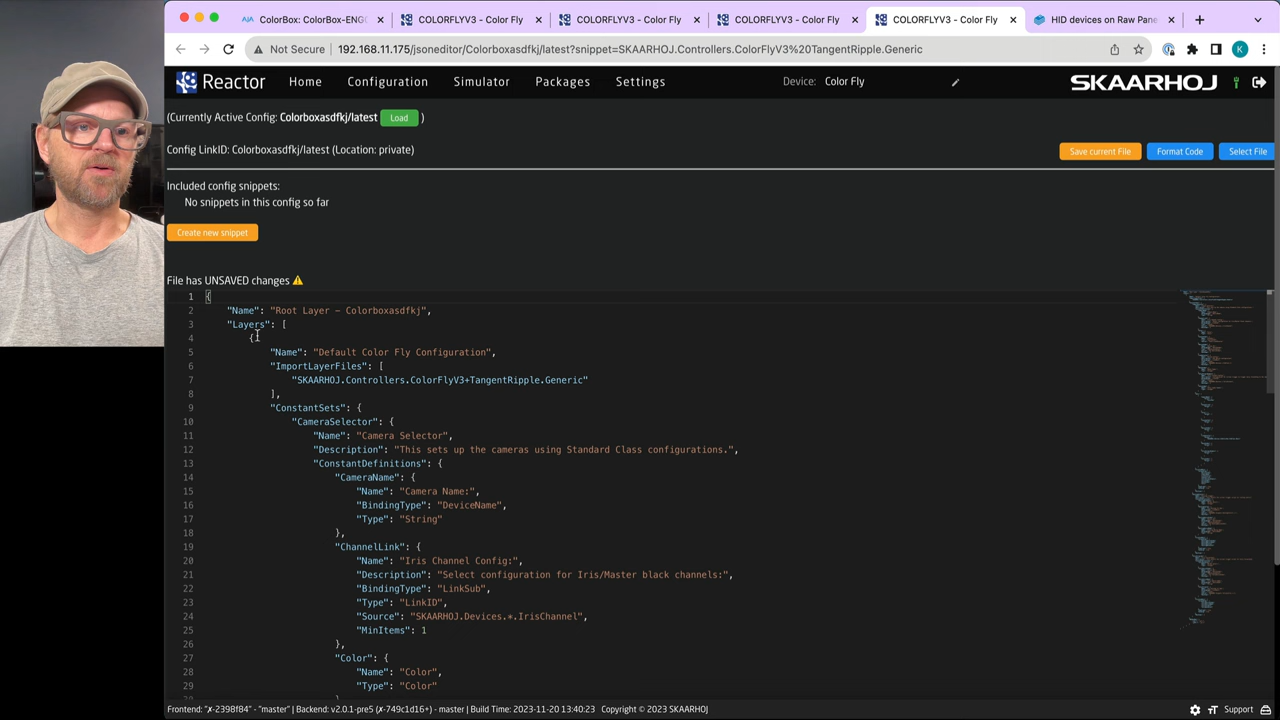 ColorBox: ColorBox-ENG
COLORFLYV3 - Color Fly
COLORFLYV3 - Color Fly
COLORFLYV3 - Color Fly
COLORFLYV3 - Color Fly
HID devices on Raw Pane
Not Secure
192.168.11.175/jsoneditor/Colorboxasdfkj/latest?snippet=SKAARHOJ.Controllers.ColorFlyV3%20TangentRipple.Generic
K
Reactor
Home
Configuration
Simulator
Packages
Settings
Device:
Color Fly
SKAARHOJ
(Currently Active Config: Colorboxasdfkj/latest Load )
Config LinkID: Colorboxasdfkj/latest (Location: private)
Save current File
Format Code
Select File
Included config snippets:
No snippets in this config so far
Create new snippet
File has UNSAVED changes
1 {
2 "Name": "Root Layer - Colorboxasdfkj",
3 "Layers": [
4 {
5 "Name": "Default Color Fly Configuration",
6 "ImportLayerFiles": [
7 "SKAARHOJ.Controllers.ColorFlyV3+TangentRipple.Generic"
8 ],
9 "ConstantSets": {
10 "CameraSelector": {
11 "Name": "Camera Selector",
12 "Description": "This sets up the cameras using Standard Class configurations.",
13 "ConstantDefinitions": {
14 "CameraName": {
15 "Name": "Camera Name:",
16 "BindingType": "DeviceName",
17 "Type": "String"
18 },
19 "ChannelLink": {
20 "Name": "Iris Channel Config:",
21 "Description": "Select configuration for Iris/Master black channels:",
22 "BindingType": "LinkSub",
23 "Type": "LinkID",
24 "Source": "SKAARHOJ.Devices.*.IrisChannel",
25 "MinItems": 1
26 },
27 "Color": {
28 "Name": "Color",
29 "Type": "Color"
Frontend: "✗-2398f84" - "master" | Backend: v2.0.1-pre5 (✗-749c1d16+) - master | Build Time: 2023-11-20 13:40:23 Copyright © 2023 SKAARHOJ
Support